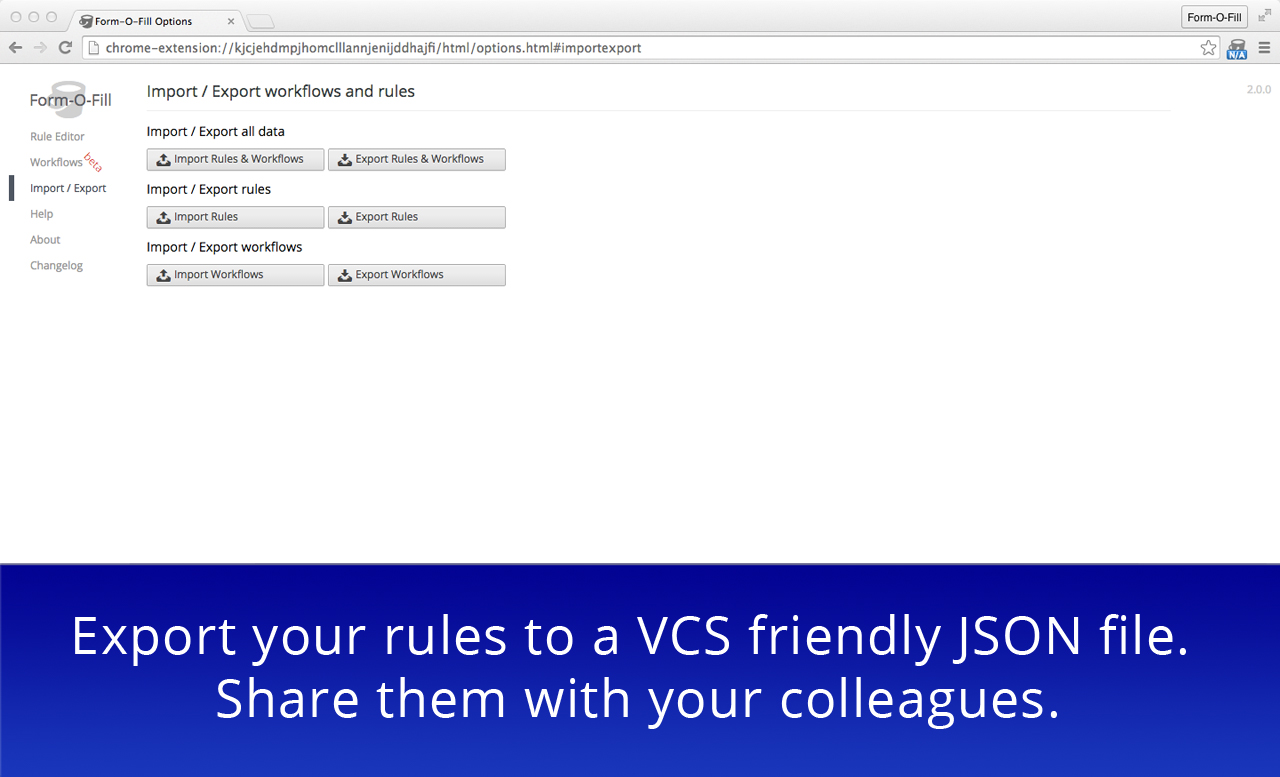 Form-O-Fill Options
Form-O-Fill
chrome-extension://kjcjehdmpjhomclllannjenijddhajfi/html/options.html#importexport
N/A
Form-O-Fill
Import / Export workflows and rules
2.0.0
Rule Editor
Workflows beta
Import / Export
Help
About
Changelog
Import / Export all data
Import Rules & Workflows
Export Rules & Workflows
Import / Export rules
Import Rules
Export Rules
Import / Export workflows
Import Workflows
Export Workflows
Export your rules to a VCS friendly JSON file.
Share them with your colleagues.